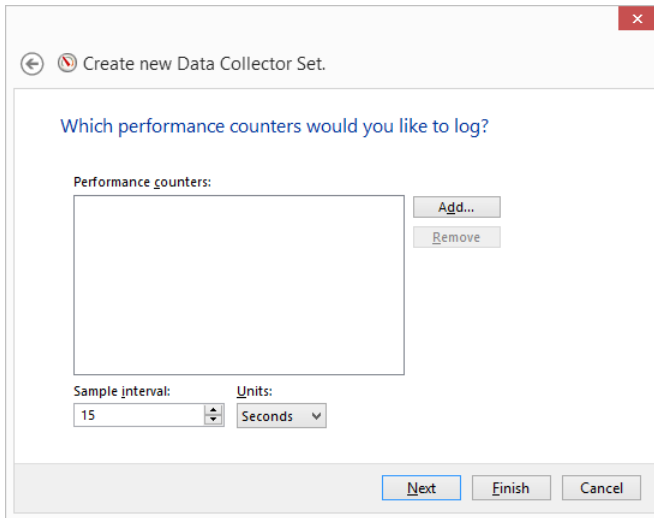 Create new Data Collector Set.
Which performance counters would you like to log?
Performance counters:
Add...
Remove
Sample interval: Units:
15 Seconds
Next Finish Cancel